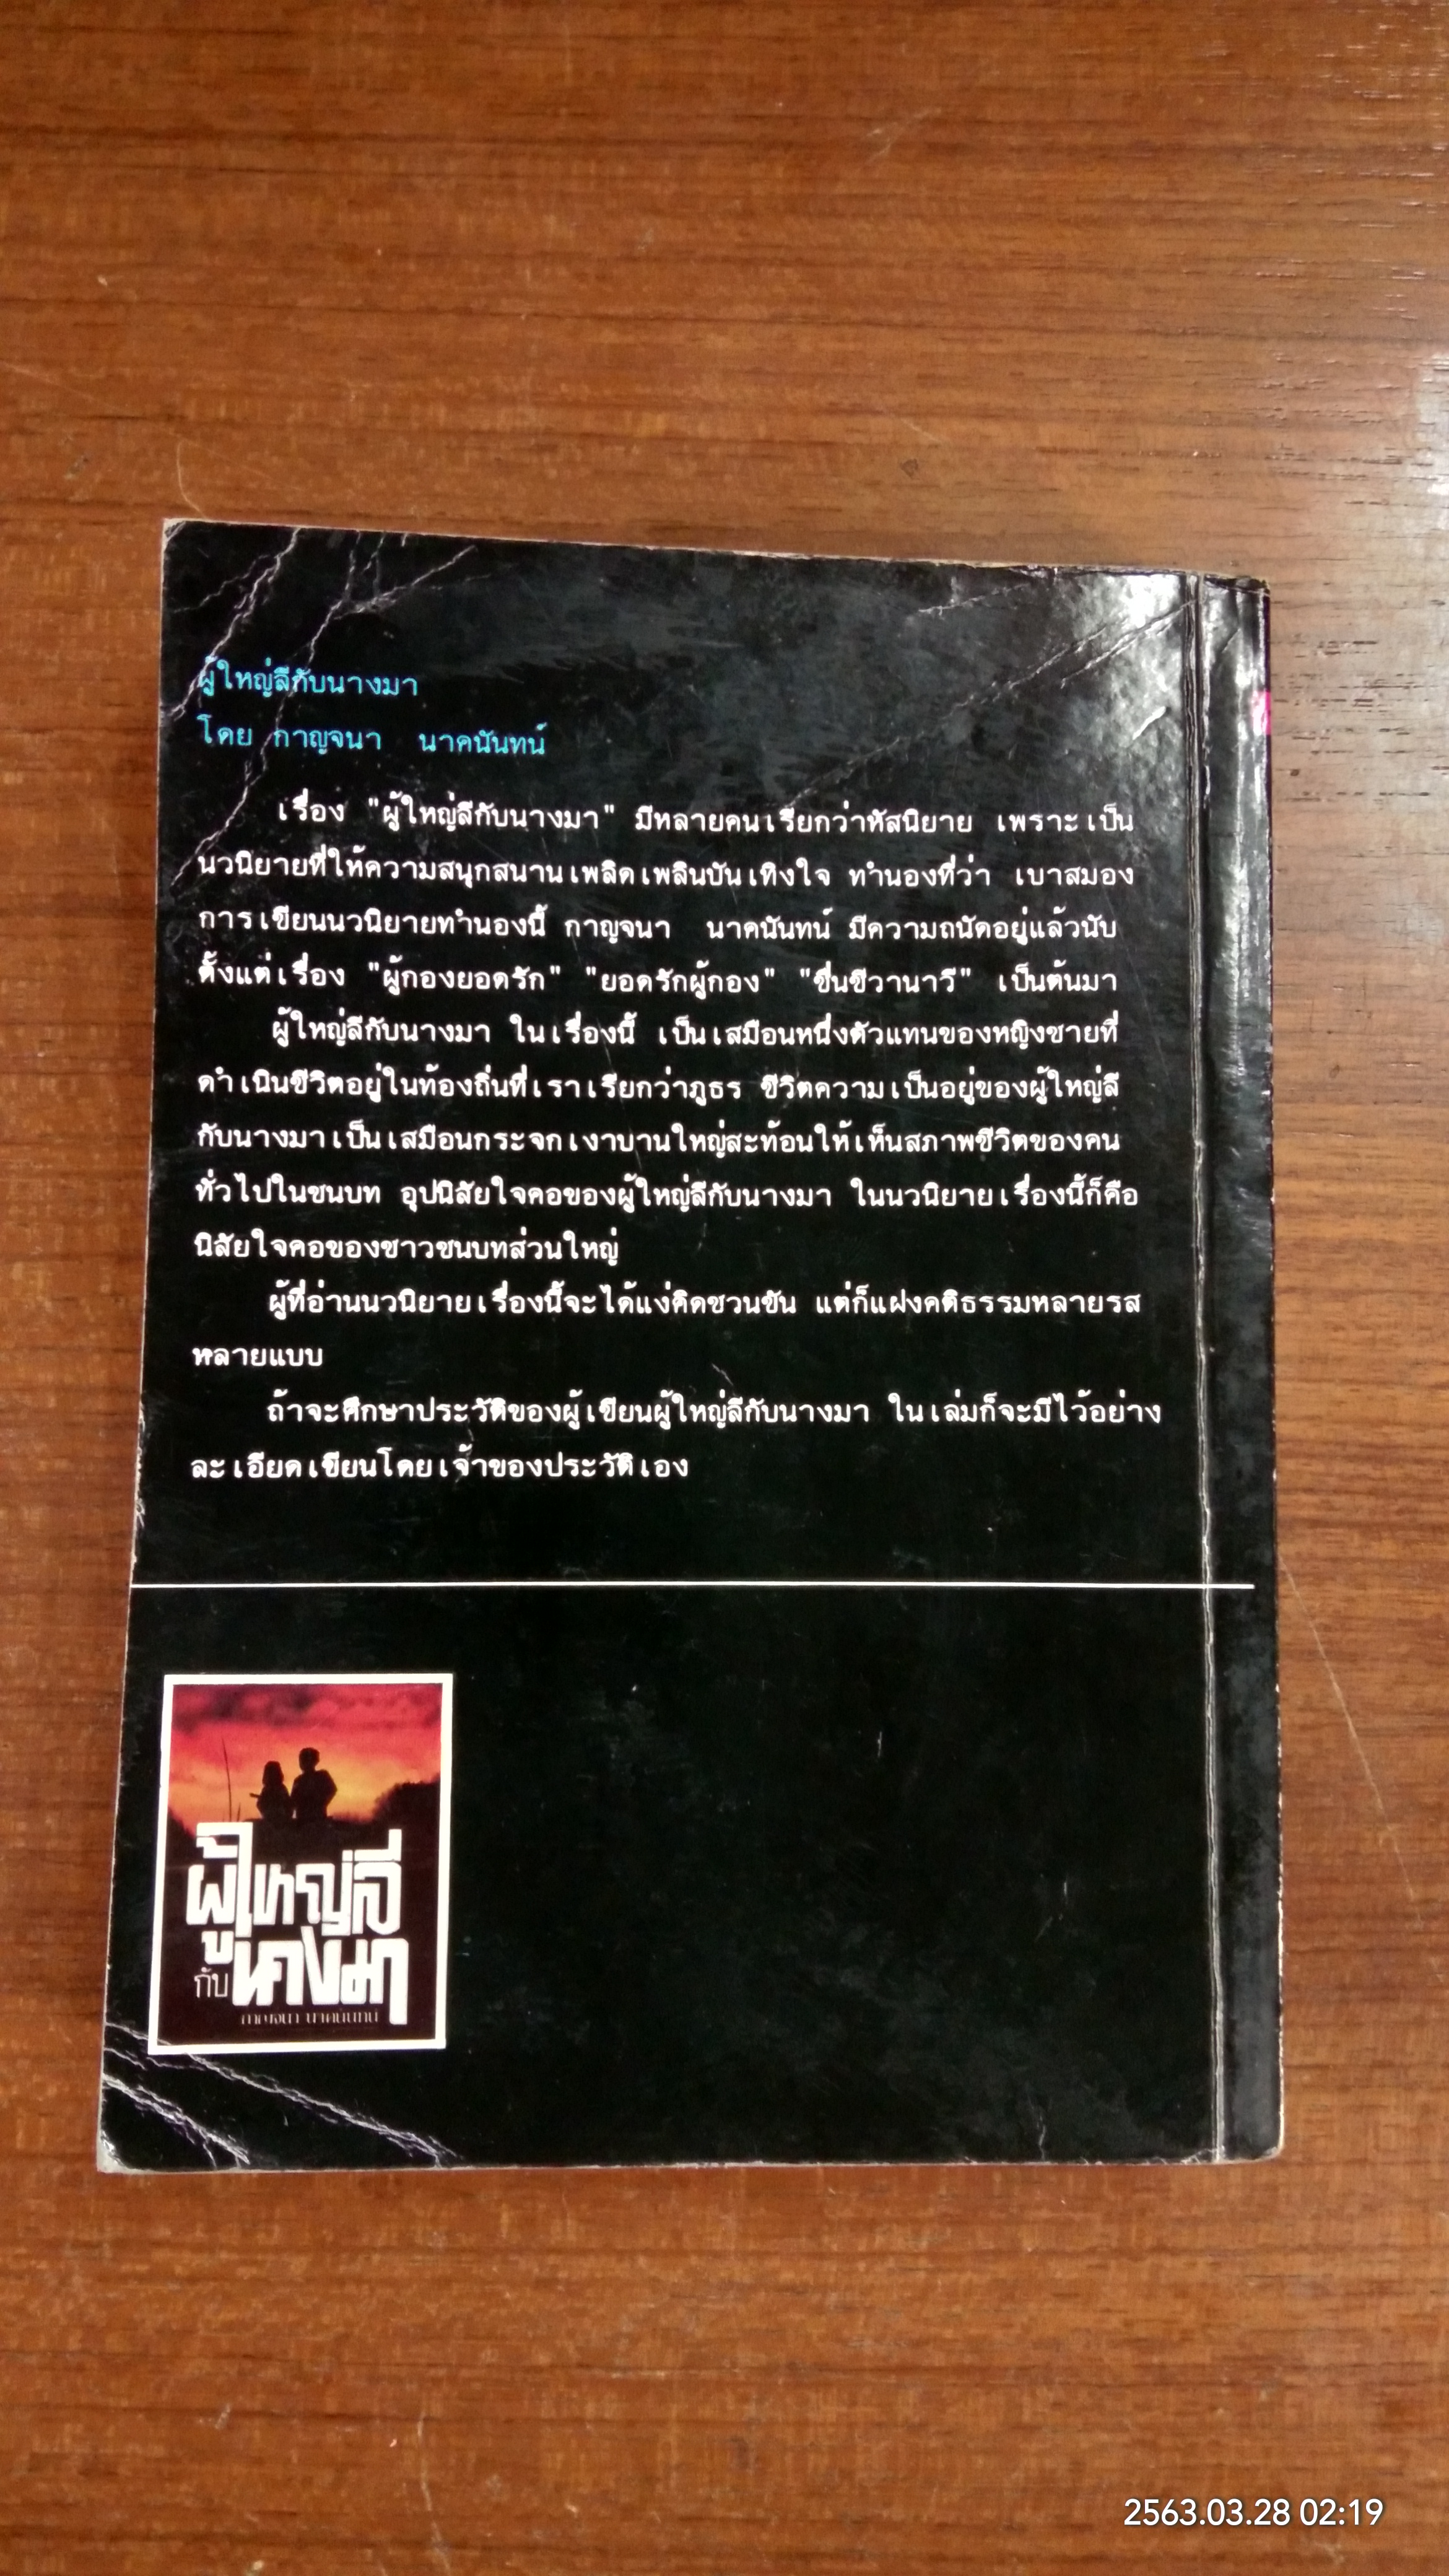 ผู้ใหญ่ลีกับนางมา
โดย กาญจนา นาคนันทน์
เรื่อง "ผู้ใหญ่ลีกับนางมา" มีหลายคนเรียกว่าหัสนิยาย เพราะเป็น
นวนิยายที่ให้ความสนุกสนานเพลิดเพลินบันเทิงใจ ทำนองที่ว่า เบาสมอง
การเขียนนวนิยายทำนองนี้ กาญจนา นาคนันทน์ มีความถนัดอยู่แล้วนับ
ตั้งแต่เรื่อง "ผู้กองยอดรัก" "ยอดรักผู้กอง" "ชื่นชีวานาวี" เป็นต้นมา
ผู้ใหญ่ลีกับนางมา ในเรื่องนี้ เป็นเสมือนหนึ่งตัวแทนของหญิงชายที่
ดำเนินชีวิตอยู่ในท้องถิ่นที่เราเรียกว่าภูธร ชีวิตความเป็นอยู่ของผู้ใหญ่ลี
กับนางมาเป็นเสมือนกระจกเงาบานใหญ่สะท้อนให้เห็นสภาพชีวิตของคน
ทั่วไปในชนบท อุปนิสัยใจคอของผู้ใหญ่ลีกับนางมา ในนวนิยายเรื่องนี้ก็คือ
นิสัยใจคอของชาวชนบทส่วนใหญ่
ผู้ที่อ่านนวนิยายเรื่องนี้จะได้แง่คิดชวนขัน แต่ก็แฝงคติธรรมหลายรส
หลายแบบ
ถ้าจะศึกษาประวัติของผู้เขียนผู้ใหญ่ลีกับนางมา ในเล่มก็จะมีไว้อย่าง
ละเอียดเขียนโดยเจ้าของประวัติเอง
ผู้ใหญ่ลี
กับนางมา
กาญจนา นาคนันทน์
2563.03.28 02:19